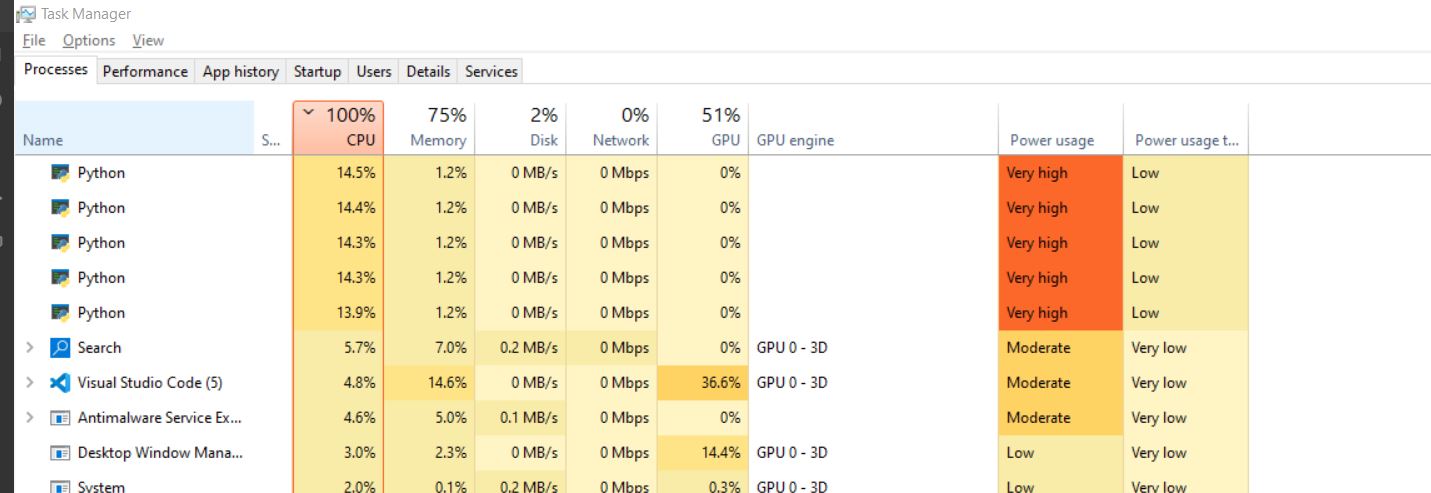 Task Manager
File Options View
Processes Performance App history Startup Users Details Services
100% 75% 2% 0% 51%
Name S... CPU Memory Disk Network GPU GPU engine Power usage Power usage t...
Python 14.5% 1.2% 0 MB/s 0 Mbps 0% Very high Low
Python 14.4% 1.2% 0 MB/s 0 Mbps 0% Very high Low
Python 14.3% 1.2% 0 MB/s 0 Mbps 0% Very high Low
Python 14.3% 1.2% 0 MB/s 0 Mbps 0% Very high Low
Python 13.9% 1.2% 0 MB/s 0 Mbps 0% Very high Low
Search 5.7% 7.0% 0.2 MB/s 0 Mbps 0% GPU 0 - 3D Moderate Very low
Visual Studio Code (5) 4.8% 14.6% 0 MB/s 0 Mbps 36.6% GPU 0 - 3D Moderate Very low
Antimalware Service Ex... 4.6% 5.0% 0.1 MB/s 0 Mbps 0% Moderate Very low
Desktop Window Mana... 3.0% 2.3% 0 MB/s 0 Mbps 14.4% GPU 0 - 3D Low Very low
System 2.0% 0.1% 0.2 MB/s 0 Mbps 0.3% GPU 0 - 3D Low Very low